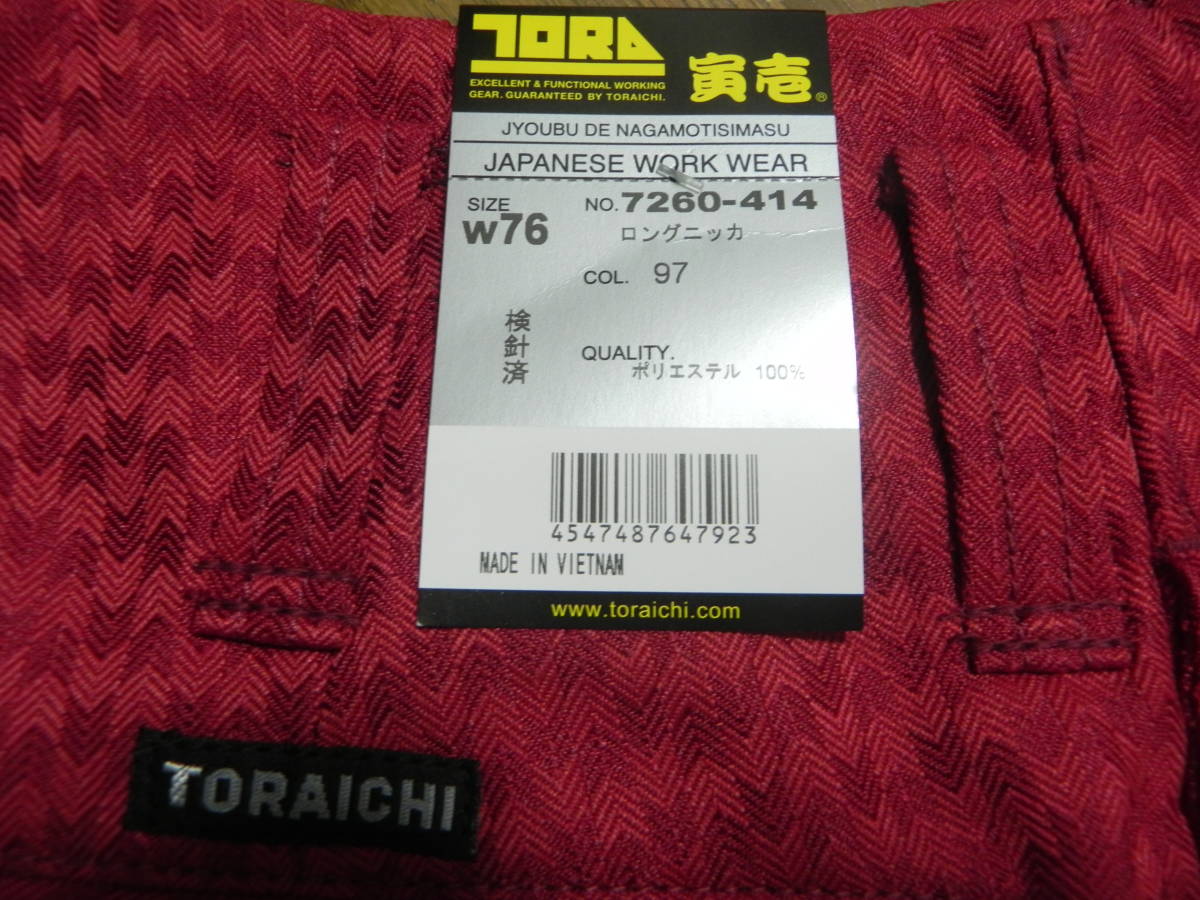 TORA 寅壱®
EXCELLENT & FUNCTIONAL WORKING
GEAR. GUARANTEED BY TORAICHI.
JYOUBU DE NAGAMOTISIMASU
JAPANESE WORK WEAR
SIZE NO. 7260-414
w76 ロングニッカ
COL. 97
検針済
QUALITY.
ポリエステル 100%
4547487647923
MADE IN VIETNAM
www.toraichi.com
TORAICHI